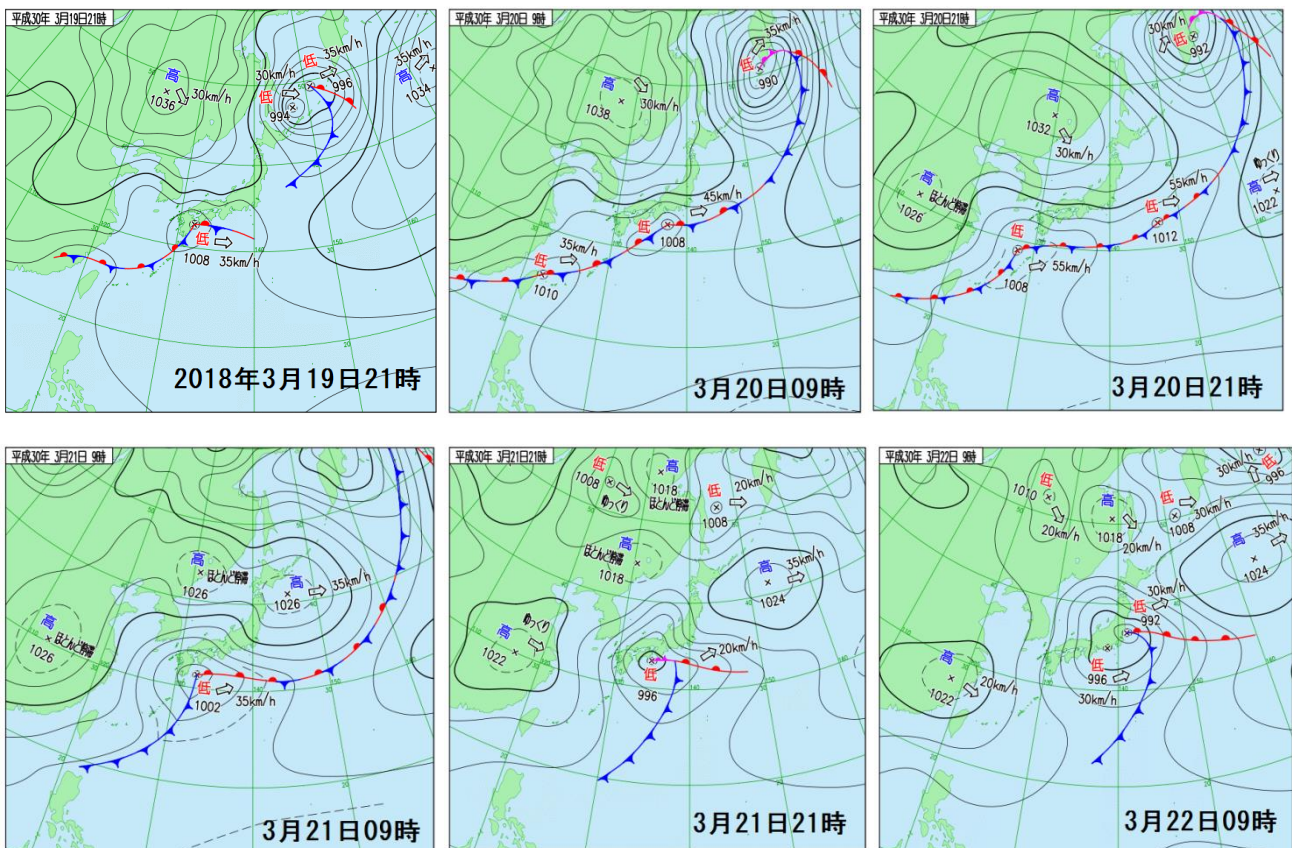 平成30年 3月19日21時
高
1036
30km/h
低
35km/h
996
30km/h
低
994
35km/h
高
1034
低
1008
35km/h
2018年3月19日21時
平成30年 3月20日 9時
高
1038
30km/h
35km/h
低
990
45km/h
低
1008
35km/h
低
1010
3月20日09時
平成30年 3月20日21時
30km/h
低
992
高
1032
30km/h
高
1026
ほとんど停滞
ゆっくり
高
1022
55km/h
低
1012
低
1008
55km/h
3月20日21時
平成30年 3月21日 9時
高
1026
ほとんど停滞
高
1026
35km/h
高
1026
ほとんど停滞
低
1002
35km/h
3月21日09時
平成30年 3月21日21時
低
1008
ゆっくり
高
1018
ほとんど停滞
低
1008
20km/h
高
1018
ほとんど停滞
高
1024
35km/h
高
1022
ゆっくり
低
996
20km/h
3月21日21時
平成30年 3月22日 9時
低
1010
20km/h
高
1018
20km/h
低
1008
30km/h
30km/h
低
996
高
1024
35km/h
低
992
30km/h
低
996
30km/h
高
1022
20km/h
3月22日09時